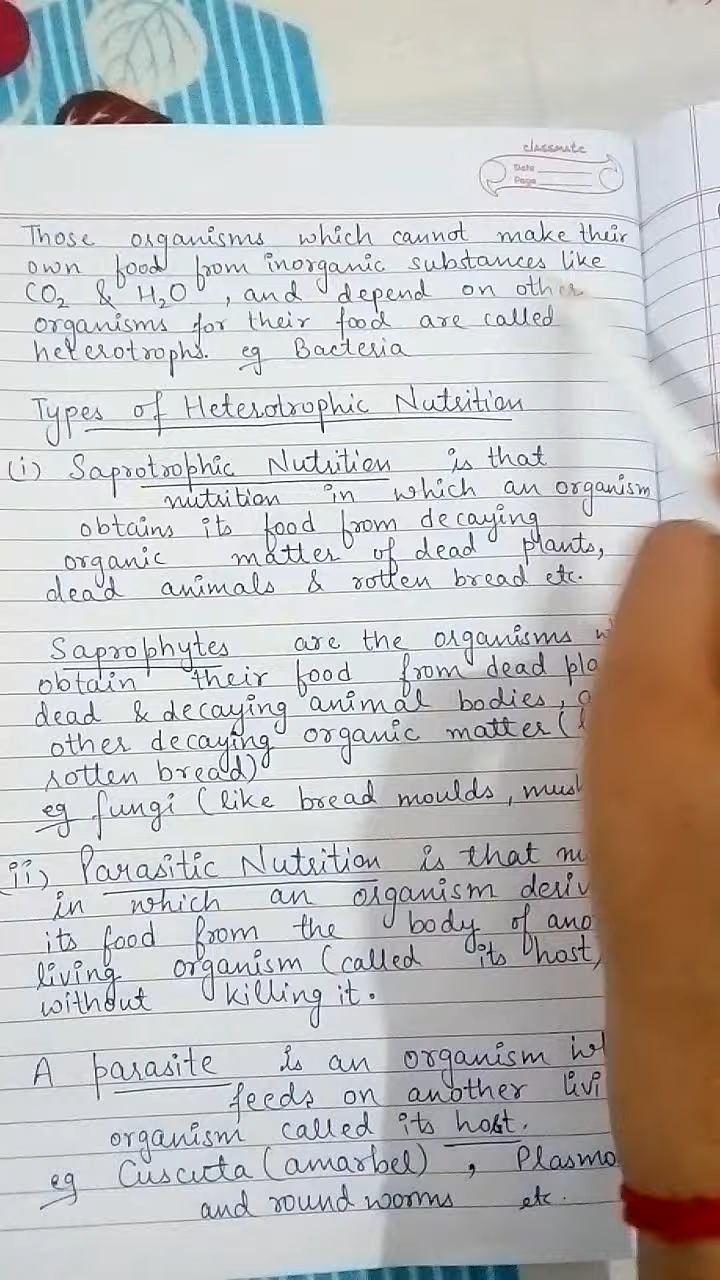 classmate
Date
Page
Those organisms which cannot make their
own food from inorganic substances like
CO2 & H2O, and depend on other
organisms for their food are called
heterotrophs. eg Bacteria
Types of Heterotrophic Nutrition
(i) Saprotrophic Nutrition is that
nutrition in which an organism
obtains its food from decaying
organic matter of dead plants,
dead animals & rotten bread etc.
Saprophytes are the organisms
obtain their food from dead
dead & decaying animal bodies,
other decaying organic matter (
rotten bread)
eg fungi (like bread moulds,
ii) Parasitic Nutrition is that
in which an organism
its food from the body of
living organism (called its host,
without killing it.
A parasite is an organism
feeds on another
organism called its host.
eg Cuscuta (amarbel),
and round worms etc.